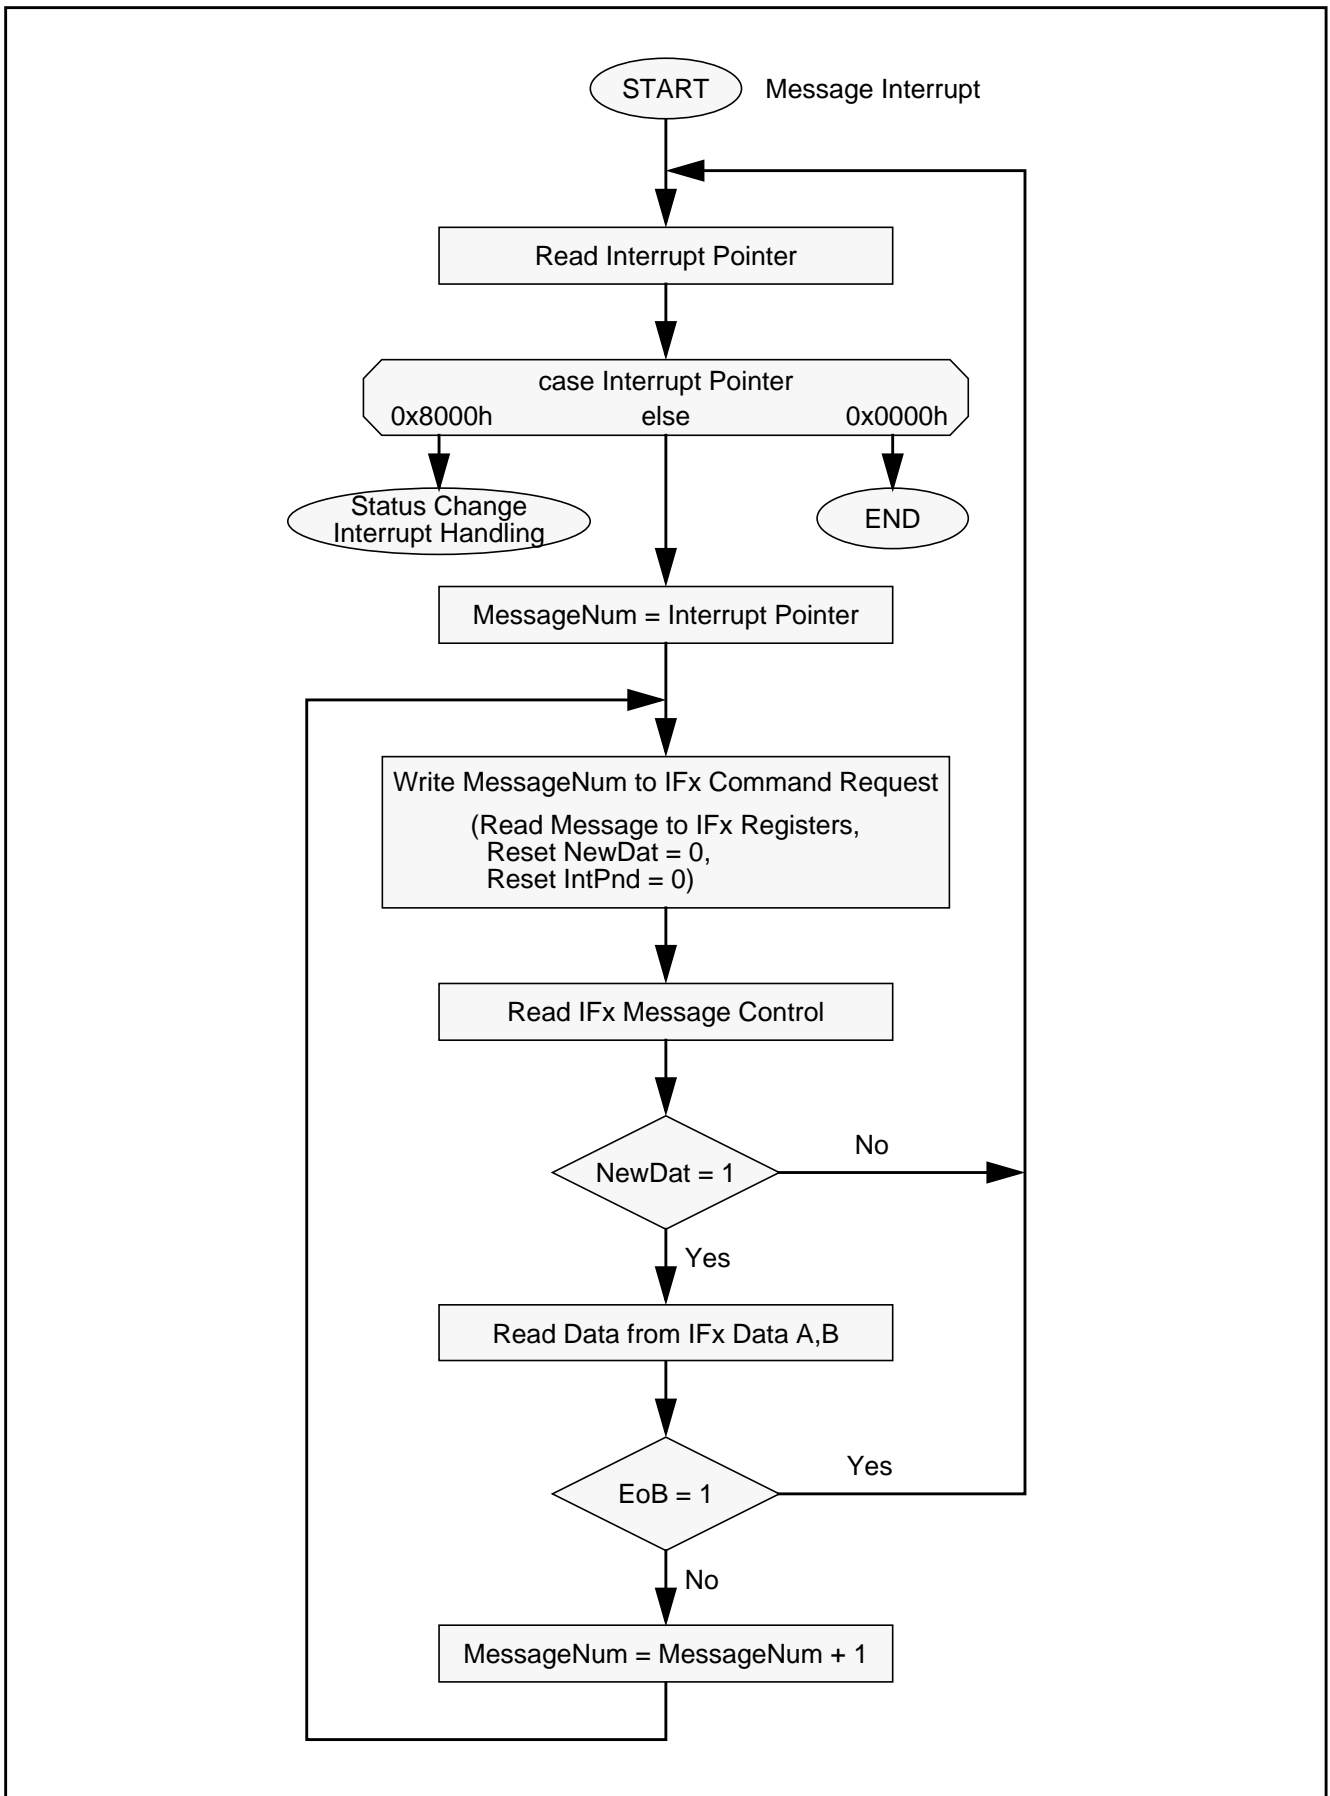 START
Message Interrupt
Read Interrupt Pointer
case Interrupt Pointer
0x8000h
else
0x0000h
Status Change
Interrupt Handling
END
MessageNum = Interrupt Pointer
Write MessageNum to IFx Command Request
(Read Message to IFx Registers,
Reset NewDat = 0,
Reset IntPnd = 0)
Read IFx Message Control
NewDat = 1
No
Yes
Read Data from IFx Data A,B
EoB = 1
Yes
No
MessageNum = MessageNum + 1